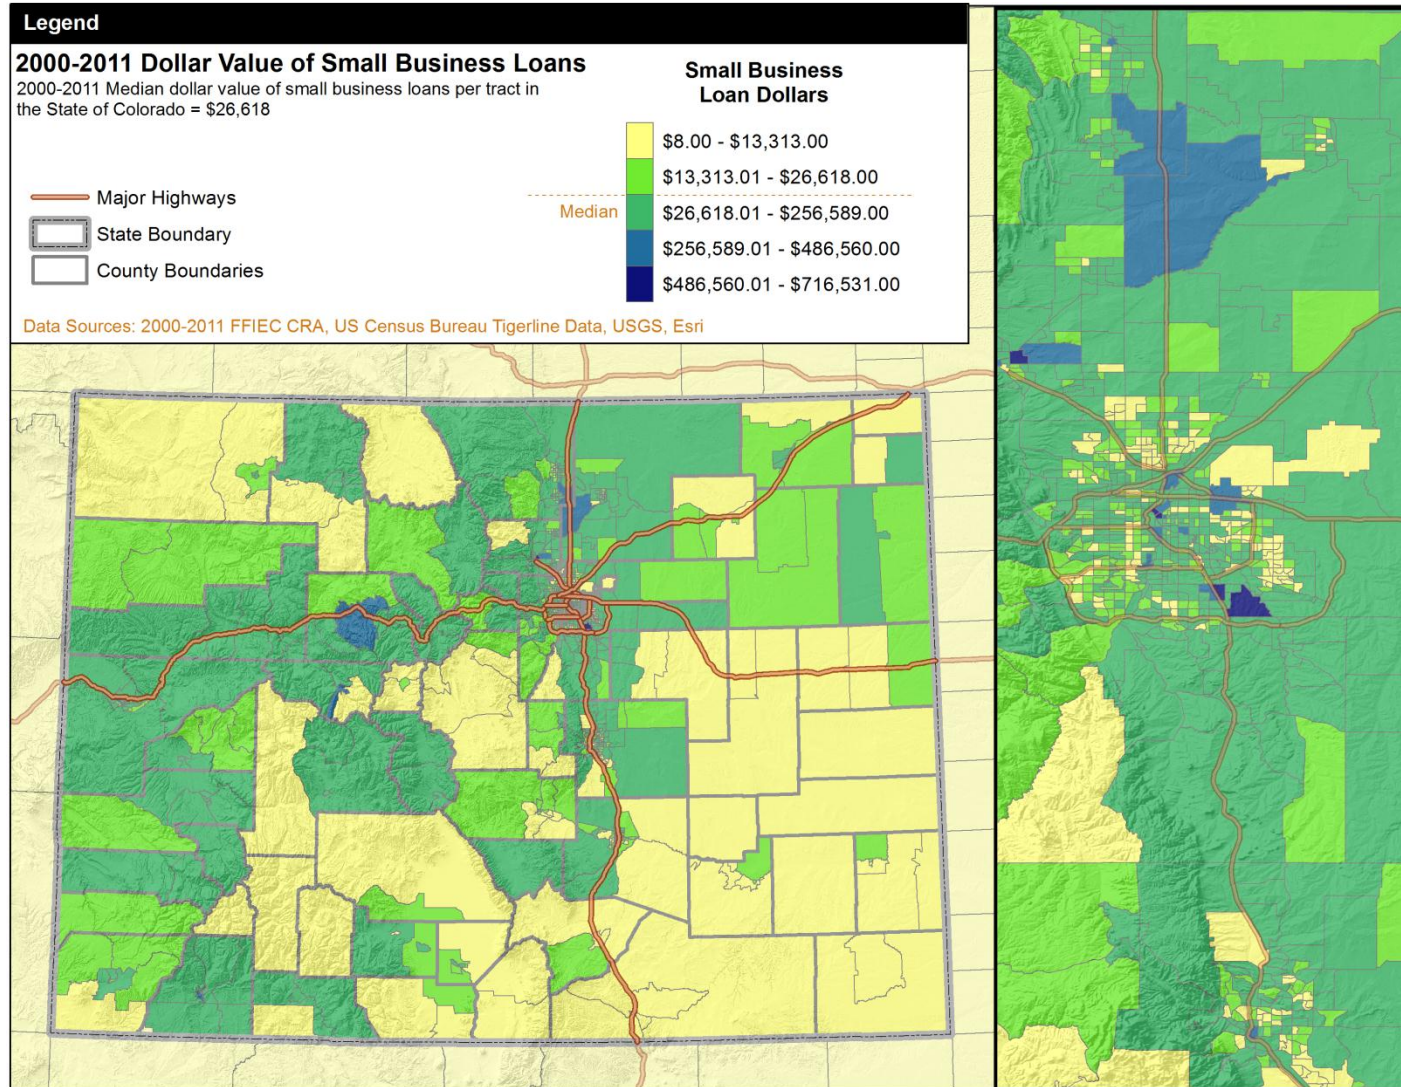 Legend
2000-2011 Dollar Value of Small Business Loans
2000-2011 Median dollar value of small business loans per tract in
the State of Colorado = $26,618
Major Highways
State Boundary
County Boundaries
Small Business
Loan Dollars
$8.00 - $13,313.00
$13,313.01 - $26,618.00
Median
$26,618.01 - $256,589.00
$256,589.01 - $486,560.00
$486,560.01 - $716,531.00
Data Sources: 2000-2011 FFIEC CRA, US Census Bureau Tigerline Data, USGS, Esri